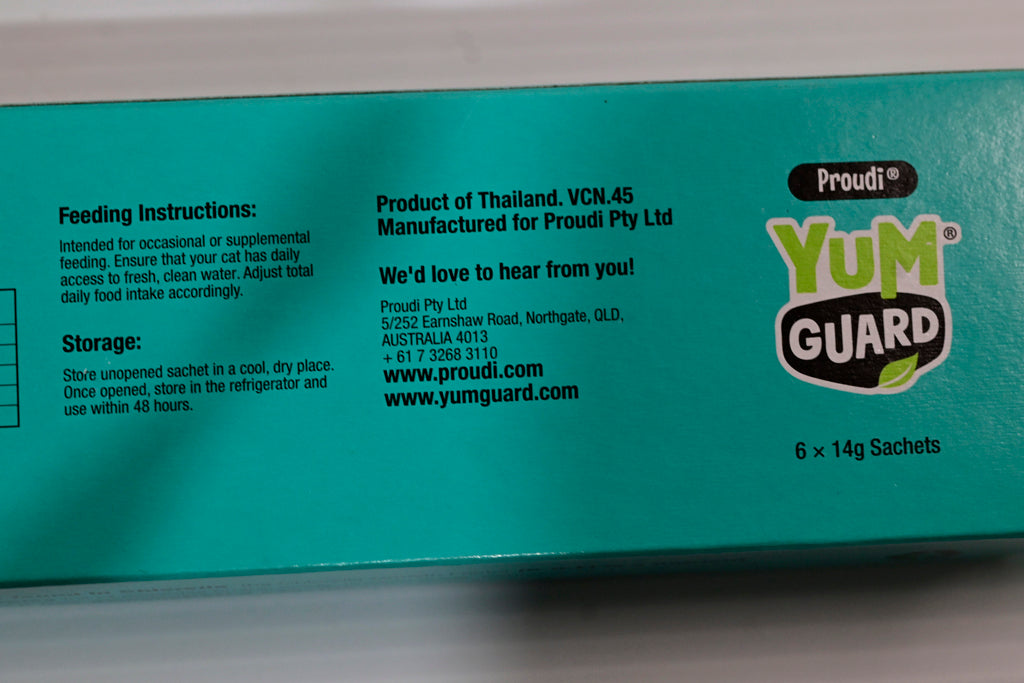 Feeding Instructions:
Intended for occasional or supplemental
feeding. Ensure that your cat has daily
access to fresh, clean water. Adjust total
daily food intake accordingly.
Storage:
Store unopened sachet in a cool, dry place.
Once opened, store in the refrigerator and
use within 48 hours.
Product of Thailand. VCN.45
Manufactured for Proudi Pty Ltd
We'd love to hear from you!
Proudi Pty Ltd
5/252 Earnshaw Road, Northgate, QLD,
AUSTRALIA 4013
+ 61 7 3268 3110
www.proudi.com
www.yumguard.com
Proudi®
YUM®
GUARD
6 × 14g Sachets